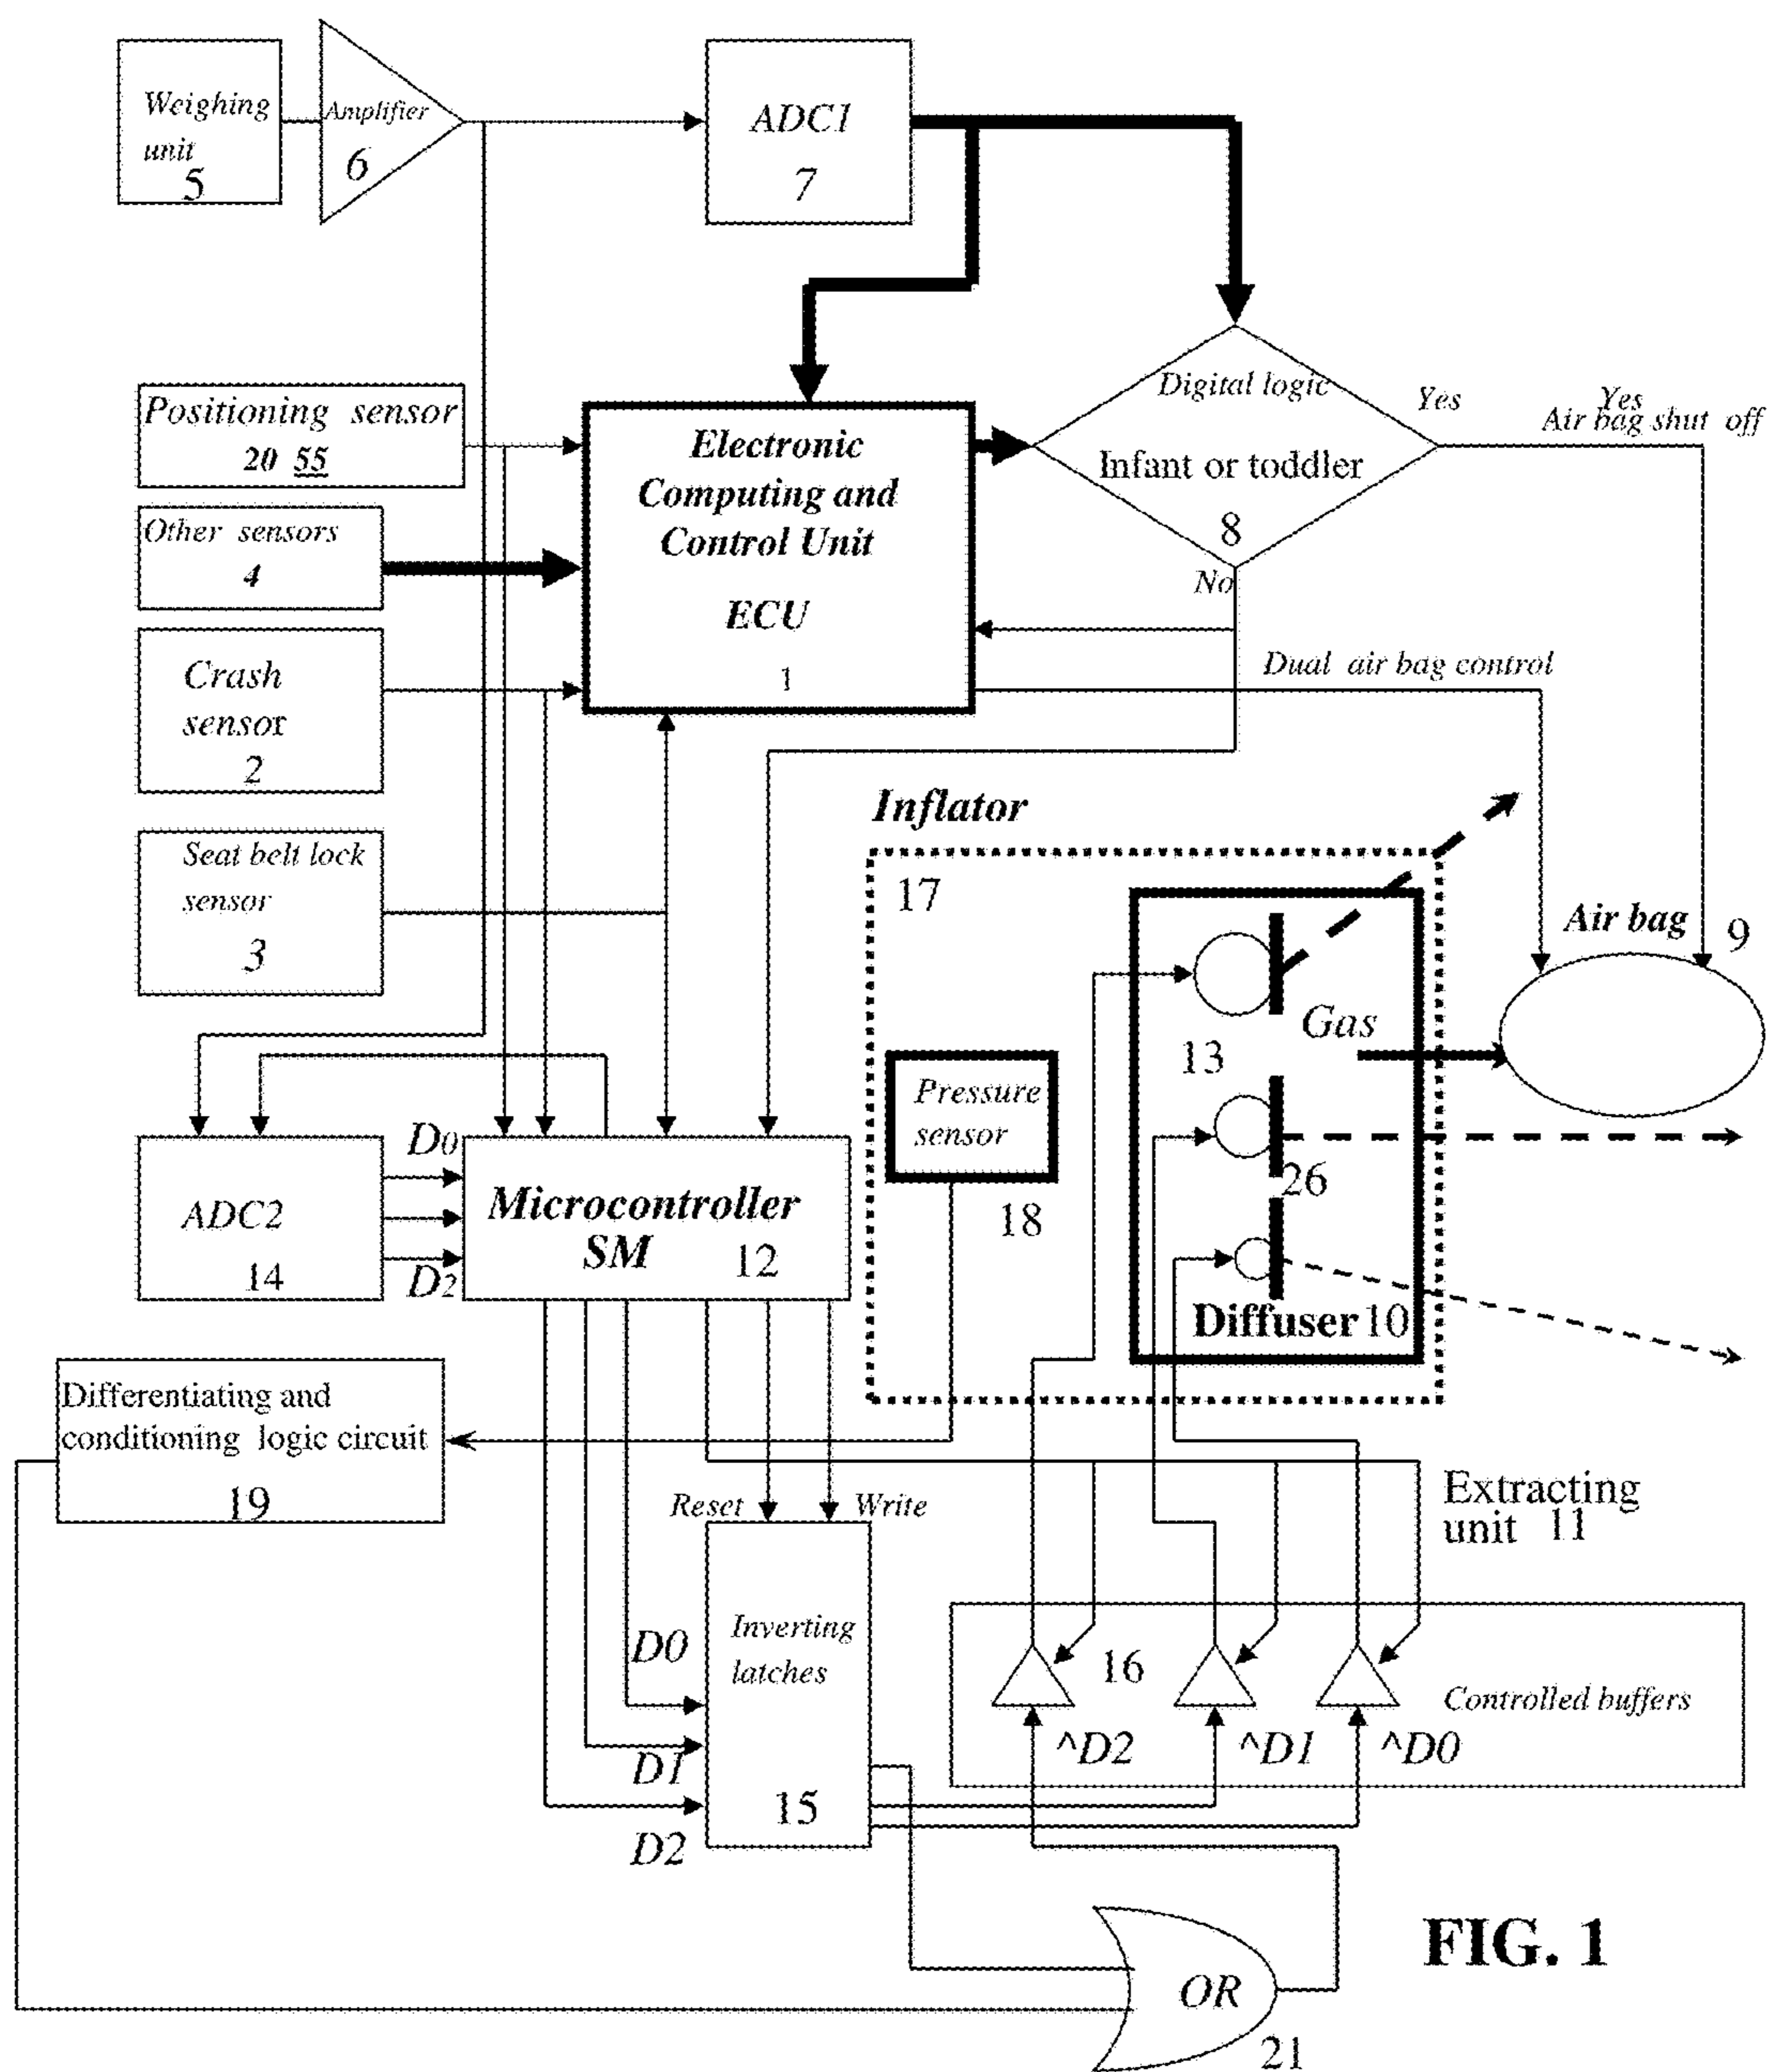 Weighing
unit
5
Amplifier
6
ADC1
7
Positioning sensor
20 55
Other sensors
4
Crash
sensor
2
Seat belt lock
sensor
3
Electronic
Computing and
Control Unit
ECU
1
Digital logic
Infant or toddler
8
Yes
Yes
Air bag shut off
No
Dual air bag control
Inflator
17
Air bag
9
Gas
13
Pressure
sensor
18
26
Diffuser 10
D0
ADC2
14
D2
Microcontroller
SM 12
Differentiating and
conditioning logic circuit
19
Reset
Write
Extracting
unit 11
D0
D1
D2
Inverting
latches
15
16
Controlled buffers
^D2
^D1
^D0
OR
21
FIG. 1